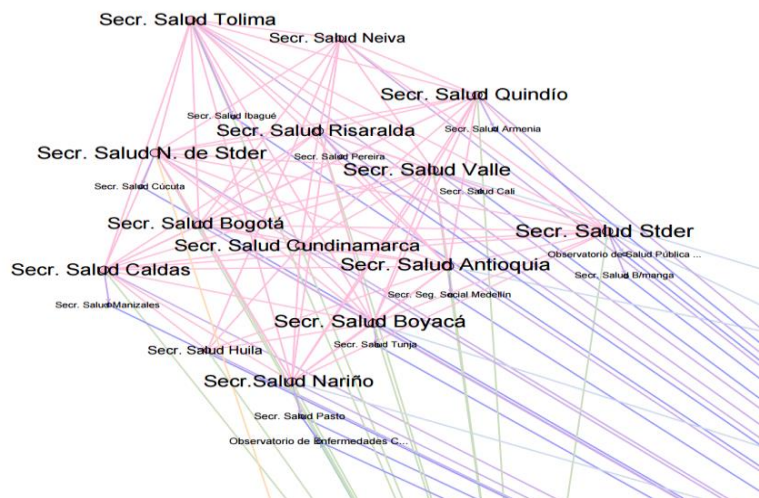 Secr. Salud Tolima
Secr. Salud Neiva
Secr. Salud Quindío
Secr. Salud Ibagué
Secr. Salud Risaralda
Secr. Salud Armenia
Secr. Salud N. de Stder
Secr. Salud Pereira
Secr. Salud Valle
Secr. Salud Cúcuta
Secr. Salud Cali
Secr. Salud Bogotá
Secr. Salud Stder
Secr. Salud Cundinamarca
Observatorio de Salud Pública ...
Secr. Salud Caldas
Secr. Salud Antioquia
Secr. Salud B/manga
Secr. Seg. Social Medellín
Secr. Salud Manizales
Secr. Salud Boyacá
Secr. Salud Tunja
Secr. Salud Huila
Secr.Salud Nariño
Secr. Salud Pasto
Observatorio de Enfermedades C...